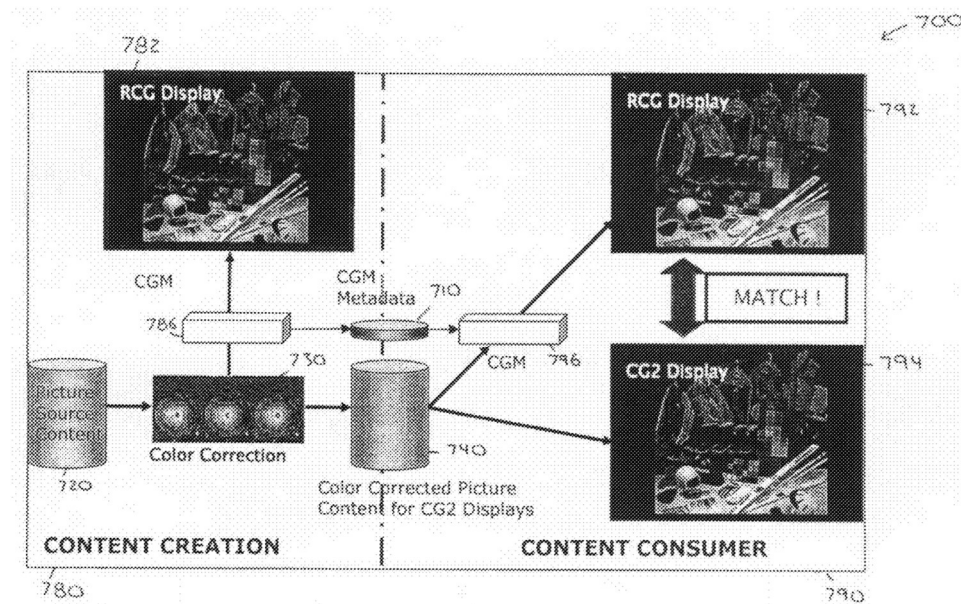 700
782
RCG Display
RCG Display
792
CGM
CGM
Metadata
710
MATCH !
786
796
CGM
730
794
CG2 Display
Picture
Source
Content
720
Color Correction
740
Color Corrected Picture
Content for CG2 Displays
CONTENT CREATION
CONTENT CONSUMER
780
790